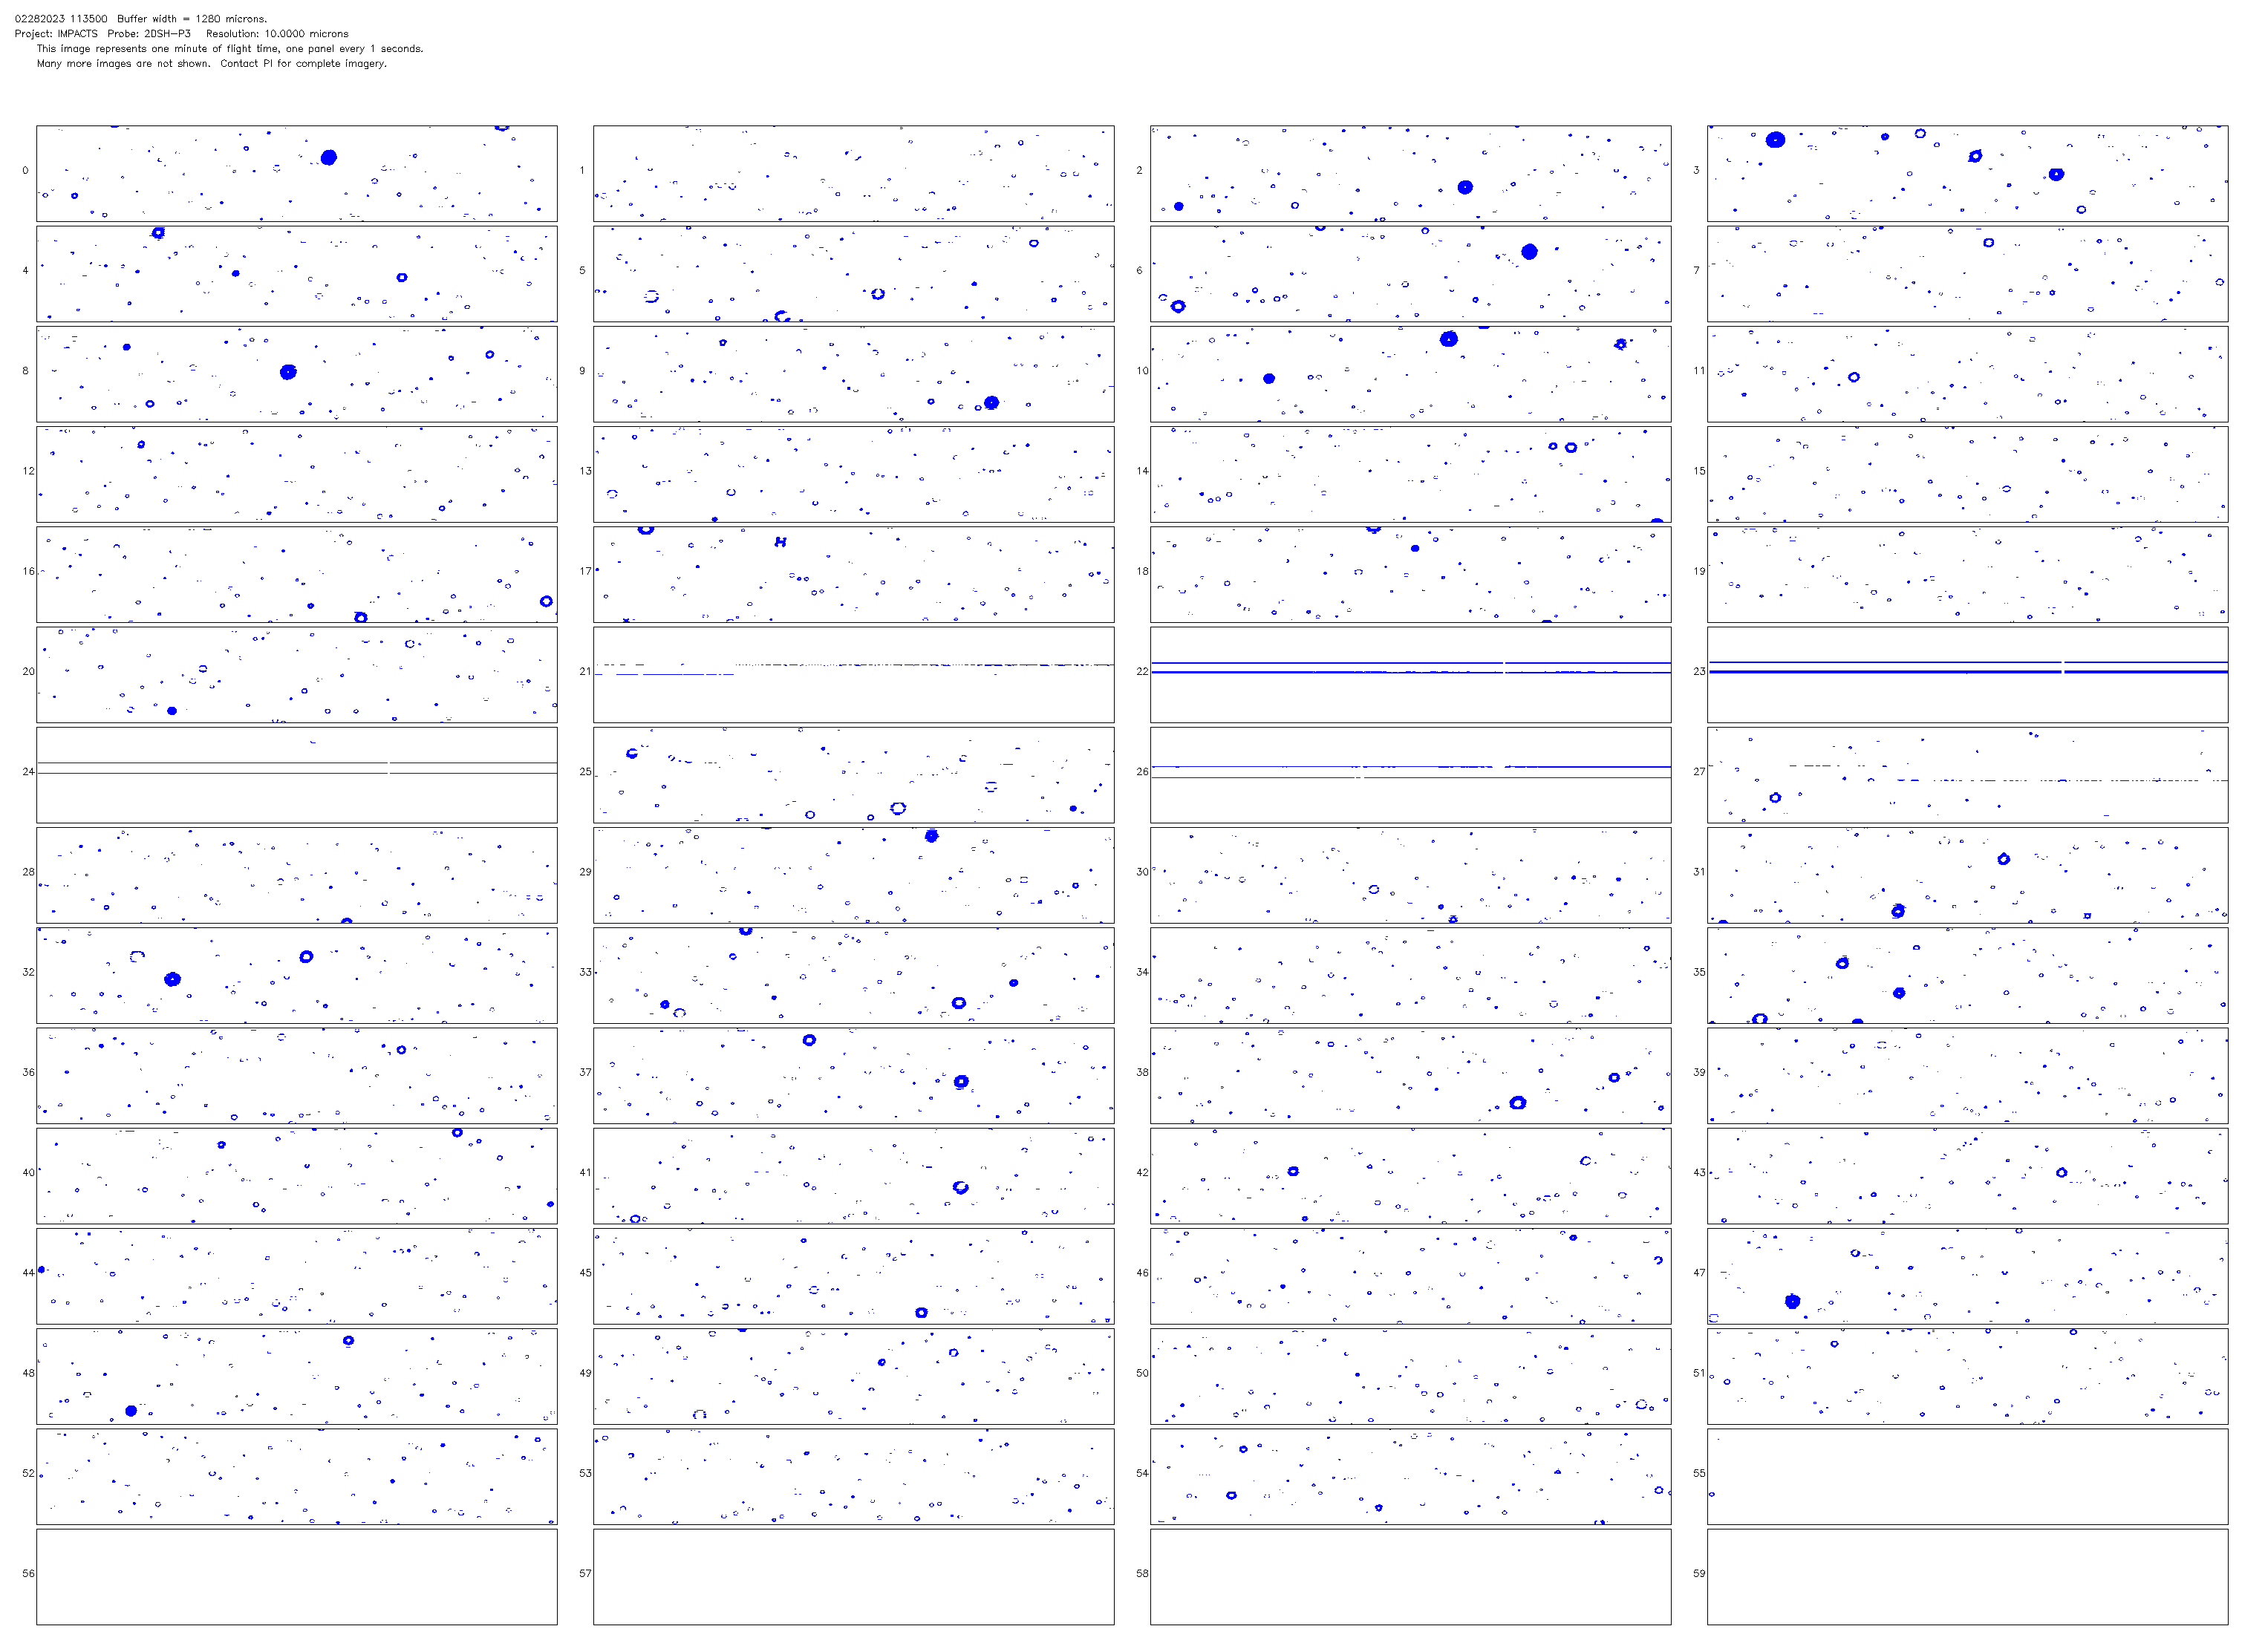 02282023 113500 Buffer width = 1280 microns.
Project: IMPACTS Probe: 2DSH-P3 Resolution: 10.0000 microns
This image represents one minute of flight time, one panel every 1 seconds.
Many more images are not shown. Contact PI for complete imagery.
0 1 2 3
4 5 6 7
8 9 10 11
12 13 14 15
16 17 18 19
20 21 22 23
24 25 26 27
28 29 30 31
32 33 34 35
36 37 38 39
40 41 42 43
44 45 46 47
48 49 50 51
52 53 54 55
56 57 58 59